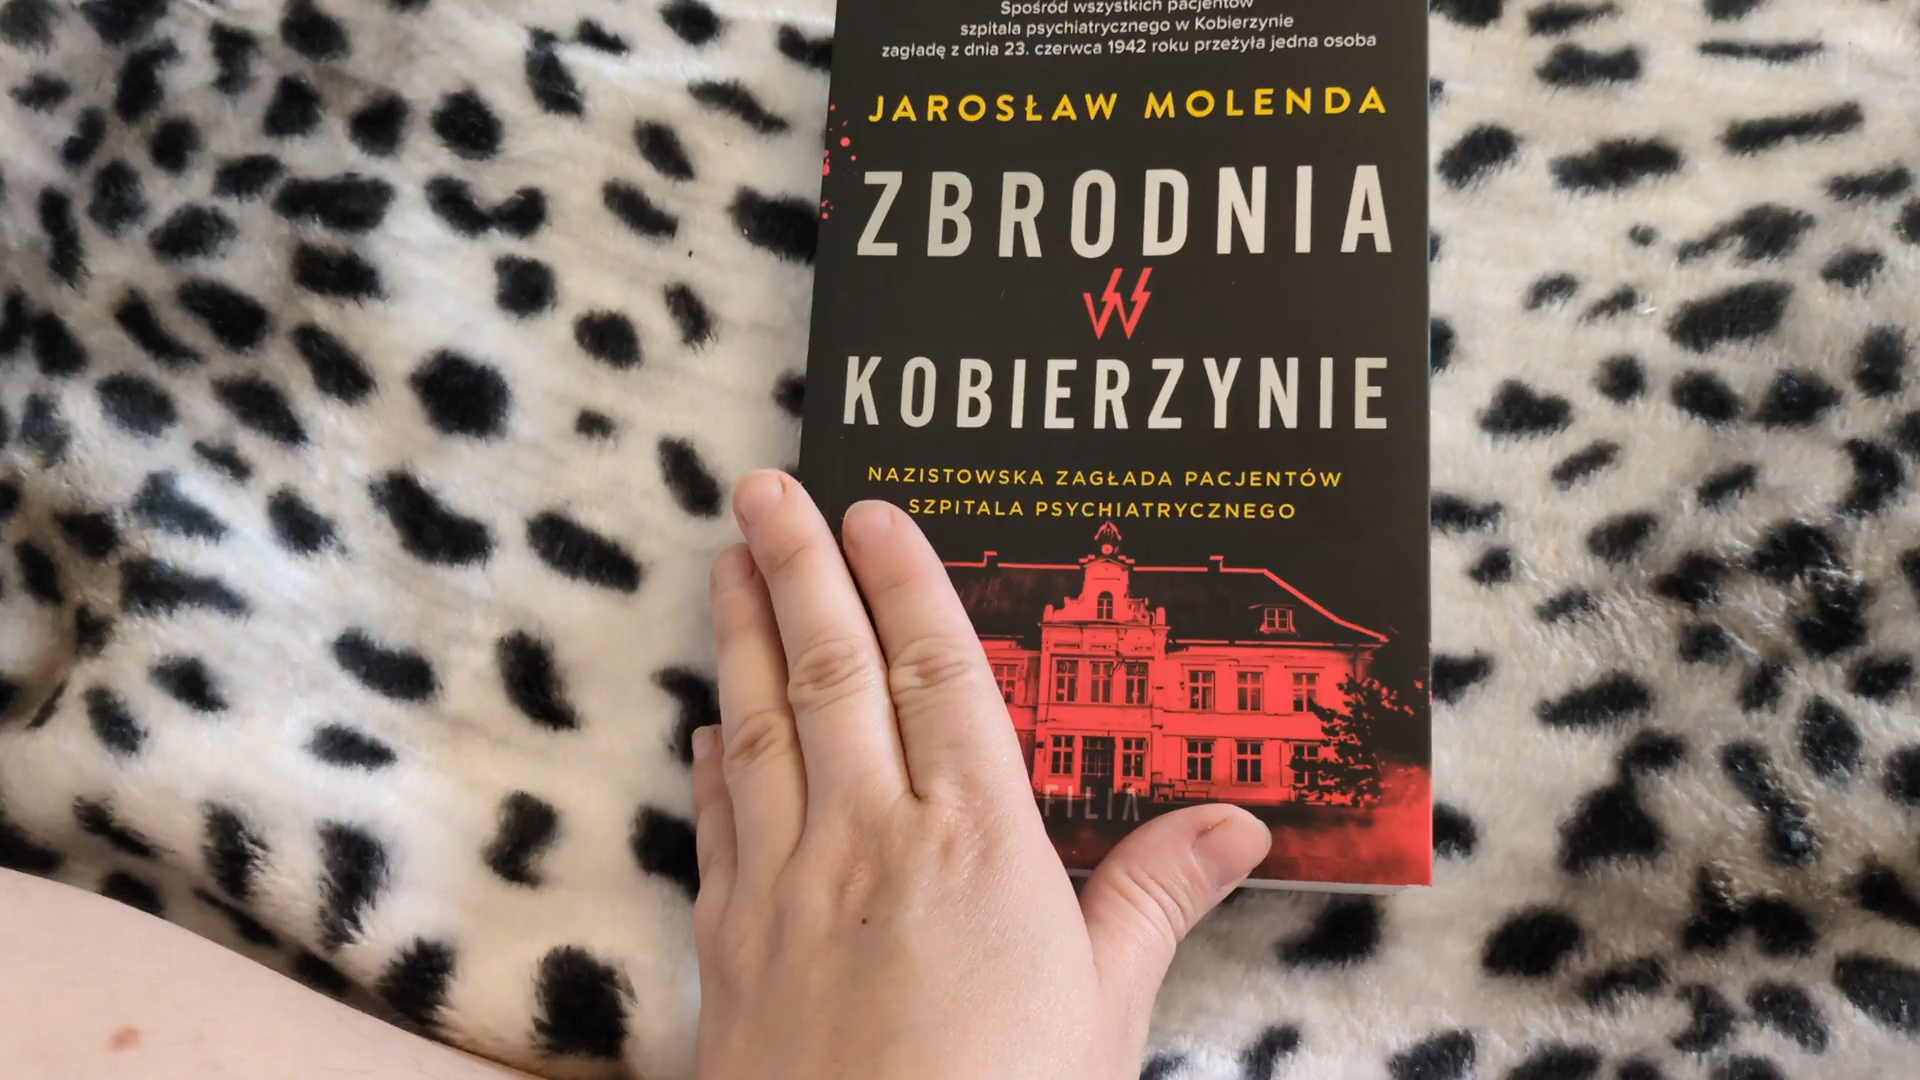 Spośród wszystkich pacjentów
szpitala psychiatrycznego w Kobierzynie
zagładę z dnia 23. czerwca 1942 roku przeżyła jedna osoba
JAROSŁAW MOLENDA
ZBRODNIA
W
KOBIERZYNIE
NAZISTOWSKA ZAGŁADA PACJENTÓW
SZPITALA PSYCHIATRYCZNEGO
FILIA